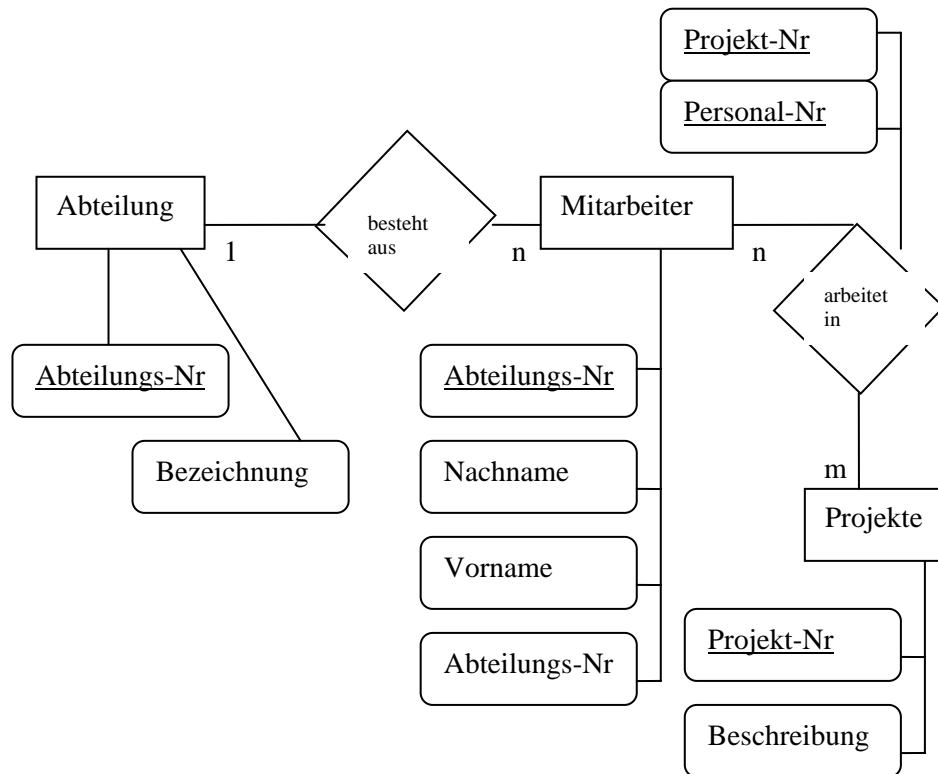 Projekt-Nr
Personal-Nr
Abteilung
besteht
aus
Mitarbeiter
1
n
n
arbeitet
in
Abteilungs-Nr
Bezeichnung
Abteilungs-Nr
Nachname
Vorname
Abteilungs-Nr
m
Projekte
Projekt-Nr
Beschreibung